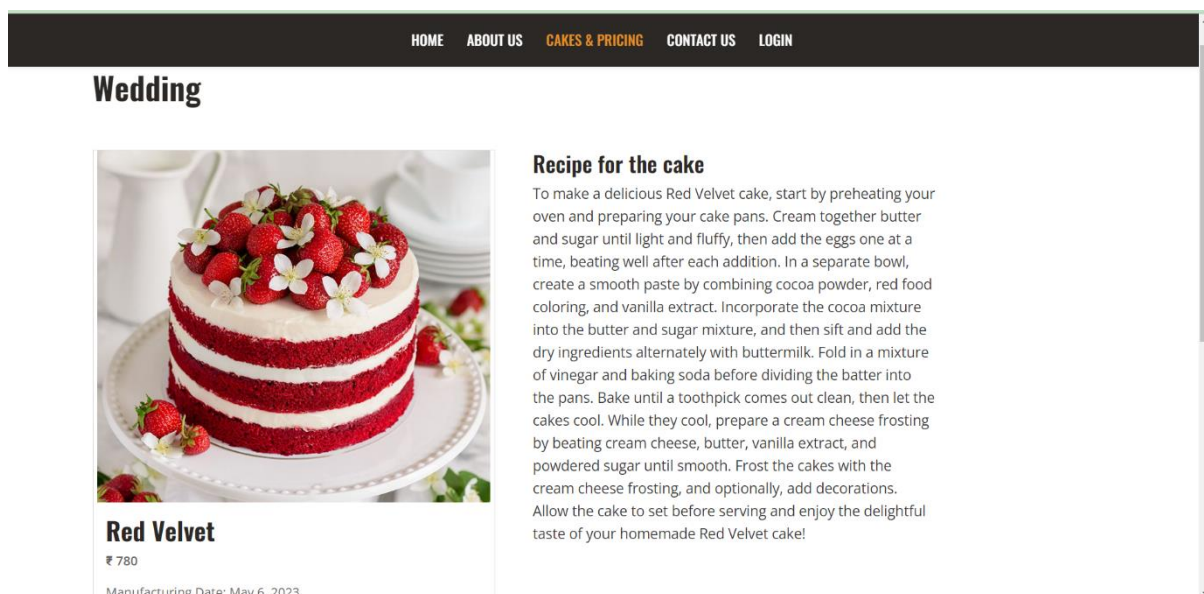 HOME ABOUT US CAKES & PRICING CONTACT US LOGIN
Wedding
Recipe for the cake
To make a delicious Red Velvet cake, start by preheating your
oven and preparing your cake pans. Cream together butter
and sugar until light and fluffy, then add the eggs one at a
time, beating well after each addition. In a separate bowl,
create a smooth paste by combining cocoa powder, red food
coloring, and vanilla extract. Incorporate the cocoa mixture
into the butter and sugar mixture, and then sift and add the
dry ingredients alternately with buttermilk. Fold in a mixture
of vinegar and baking soda before dividing the batter into
the pans. Bake until a toothpick comes out clean, then let the
cakes cool. While they cool, prepare a cream cheese frosting
by beating cream cheese, butter, vanilla extract, and
powdered sugar until smooth. Frost the cakes with the
cream cheese frosting, and optionally, add decorations.
Allow the cake to set before serving and enjoy the delightful
taste of your homemade Red Velvet cake!
Red Velvet
₹ 780
Manufacturing Date: May 6, 2023